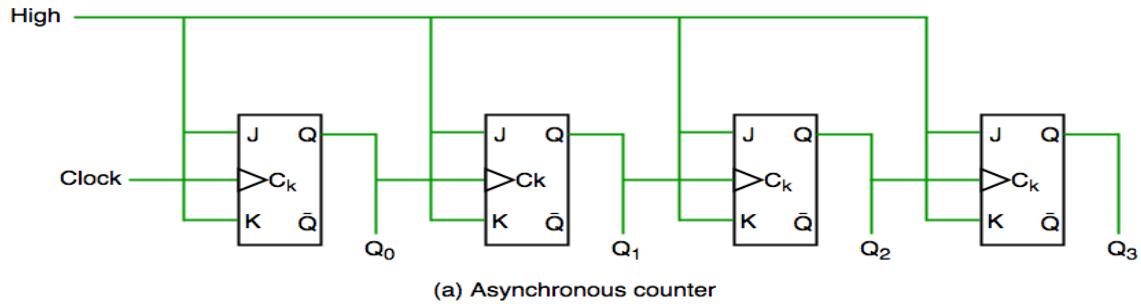 High
J Q J Q J Q J Q
Clock Cₖ Ck Cₖ Cₖ
K Q̄ K Q̄ K Q̄ K Q̄
Q₀ Q₁ Q₂ Q₃
(a) Asynchronous counter